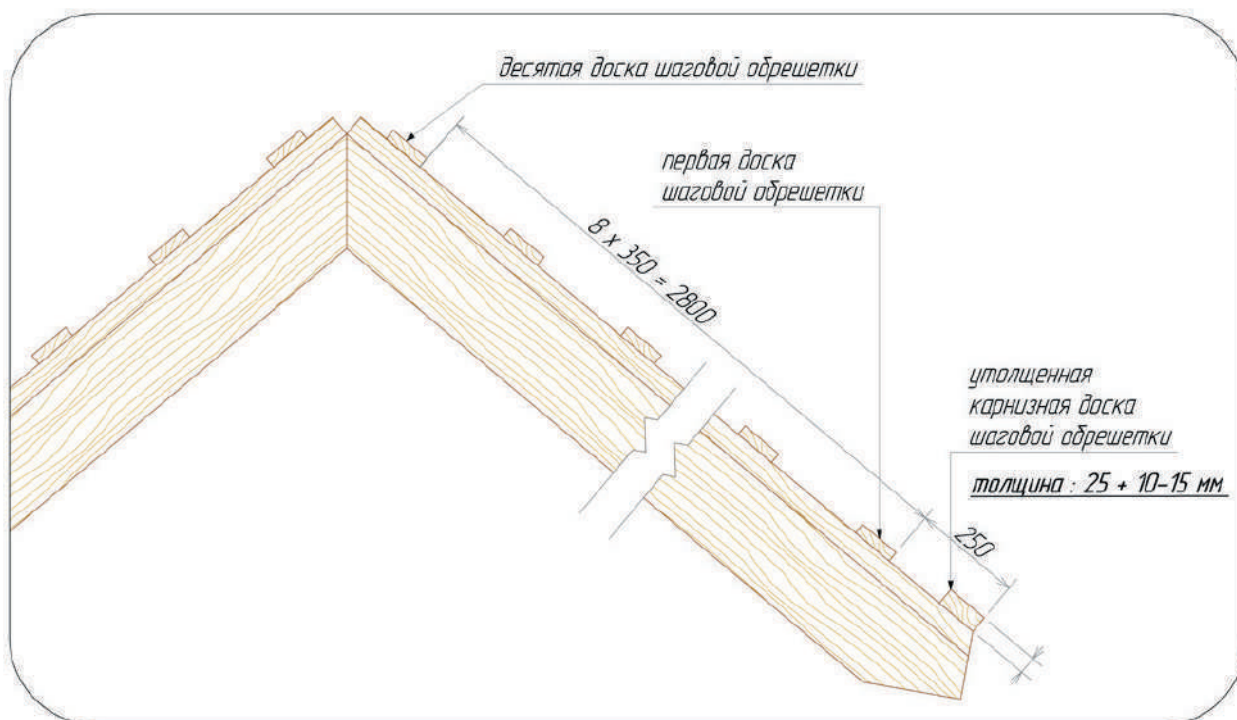 десятая доска шаговой обрешетки
первая доска
шаговой обрешетки
8 x 350 = 2800
утолщенная
карнизная доска
шаговой обрешетки
толщина : 25 + 10-15 мм
250